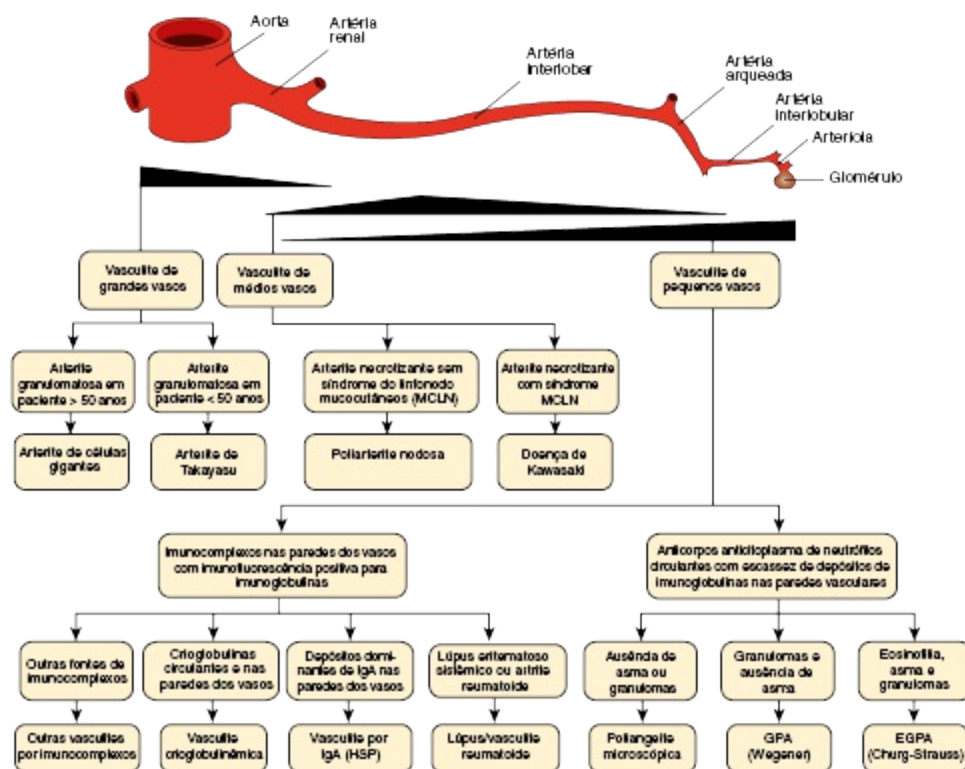 Aorta
Artéria
renal
Artéria
interlobar
Artéria
arqueada
Artéria
interlobular
Arteríola
Glomérulo
Vasculite de
grandes vasos
Vasculite de
médios vasos
Vasculite de
pequenos vasos
Arterite
granulomatosa em
paciente > 50 anos
Arterite
granulomatosa em
paciente < 50 anos
Arterite necrotizante sem
síndrome do linfonodo
mucocutâneos (MCLN)
Arterite necrotizante
com síndrome
MCLN
Arterite de células
gigantes
Arterite de
Takayasu
Poliarterite nodosa
Doença de
Kawasaki
Imunocomplexos nas paredes dos vasos
com imunofluorescência positiva para
imunoglobulinas
Anticorpos anticitoplasma de neutrófilos
circulantes com escassez de depósitos de
imunoglobulinas nas paredes vasculares
Outras fontes de
imunocomplexos
Crioglobulinas
circulantes e nas
paredes dos vasos
Depósitos domi-
nantes de IgA nas
paredes dos vasos
Lúpus eritematoso
sistêmico ou artrite
reumatoide
Ausência de
asma ou
granulomas
Granulomas e
ausência de
asma
Eosinofilia,
asma e
granulomas
Outras vasculites
por imunocomplexos
Vasculite
crioglobulinêmica
Vasculite por
IgA (HSP)
Lúpus/vasculite
reumatoide
Poliangeíte
microscópica
GPA
(Wegener)
EGPA
(Churg-Strauss)